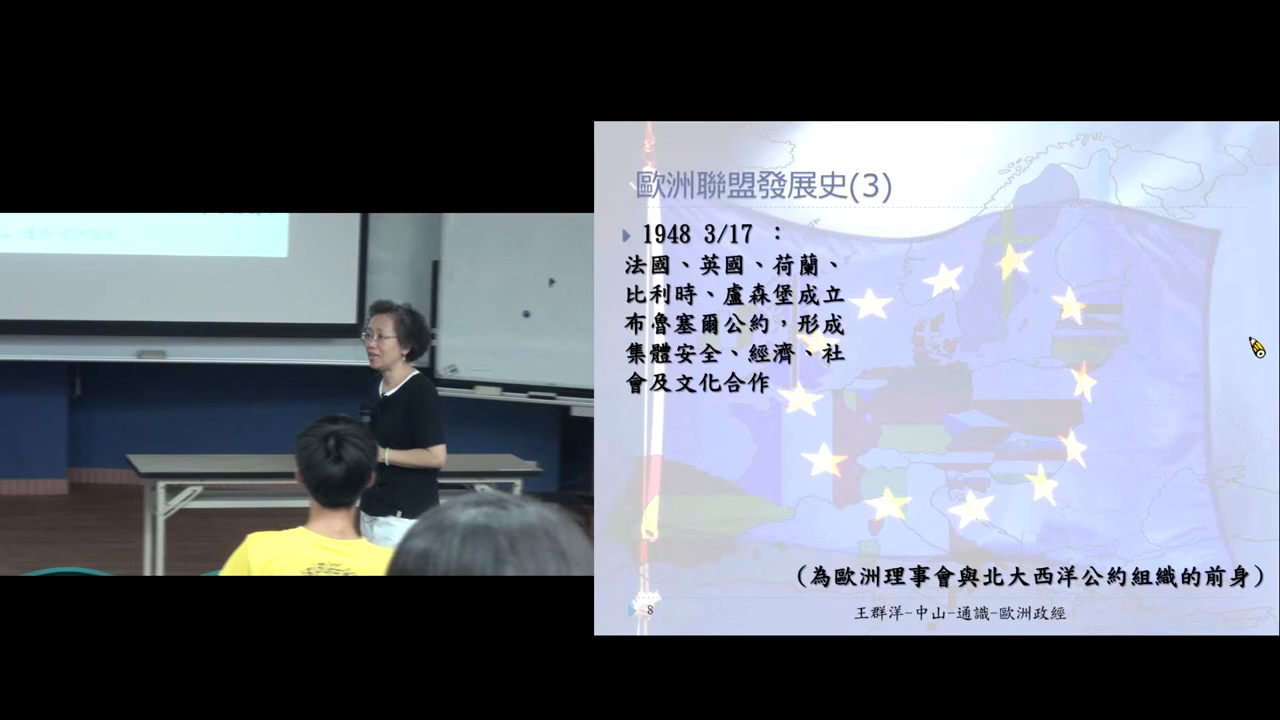 歐洲聯盟發展史(3)
1948 3/17 ：
法國、英國、荷蘭、
比利時、盧森堡成立
布魯塞爾公約，形成
集體安全、經濟、社
會及文化合作
(為歐洲理事會與北大西洋公約組織的前身)
8
王群洋-中山-通識-歐洲政經